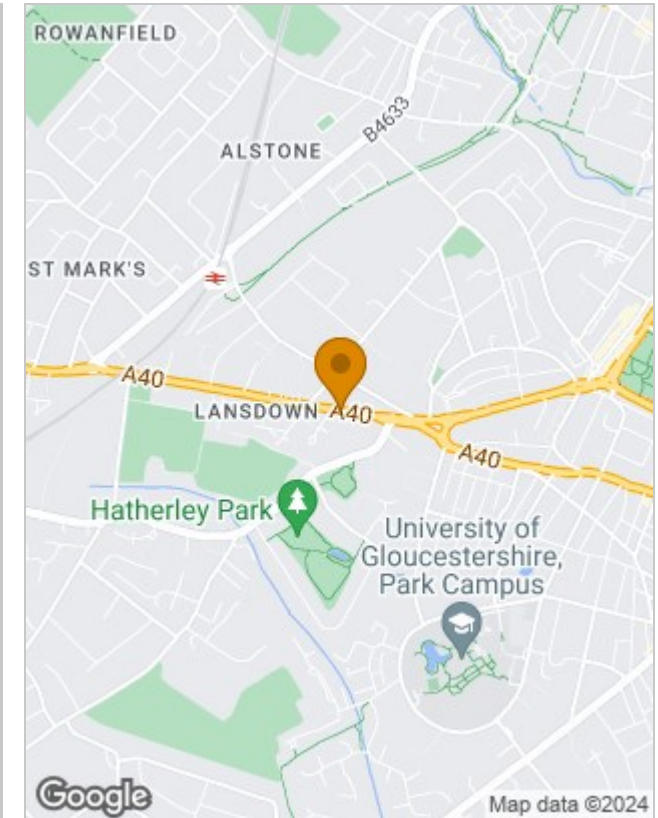 ROWANFIELD
B4633
ALSTONE
ST MARK'S
A40
LANSDOWN
A40
A40
Hatherley Park
University of
Gloucestershire,
Park Campus
Google
Map data ©2024